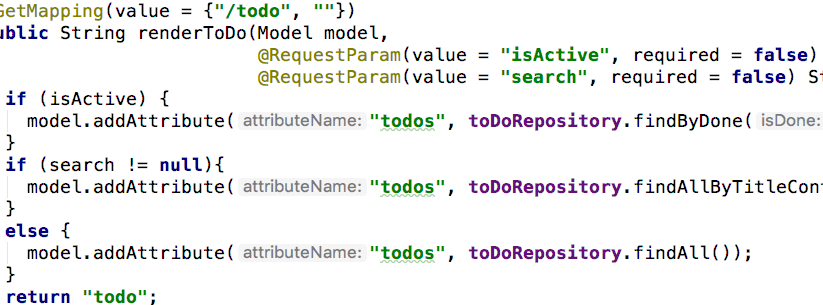 GetMapping(value = {"/todo", ""})
ublic String renderToDo(Model model,
@RequestParam(value = "isActive", required = false)
@RequestParam(value = "search", required = false) St
if (isActive) {
model.addAttribute( attributeName: "todos", toDoRepository.findByDone( isDone:
}
if (search != null){
model.addAttribute( attributeName: "todos", toDoRepository.findAllByTitleCont
}
else {
model.addAttribute( attributeName: "todos", toDoRepository.findAll());
}
return "todo";